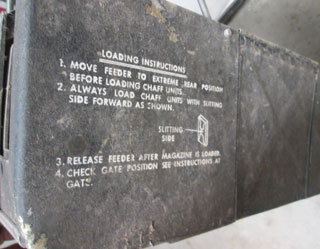 LOADING INSTRUCTIONS
1. MOVE FEEDER TO EXTREME REAR POSITION
BEFORE LOADING CHAFF UNITS.
2. ALWAYS LOAD CHAFF UNITS WITH SLITTING
SIDE FORWARD AS SHOWN.
SLITTING
SIDE
3. RELEASE FEEDER AFTER MAGAZINE IS LOADED.
4. CHECK GATE POSITION SEE INSTRUCTIONS AT
GATE.